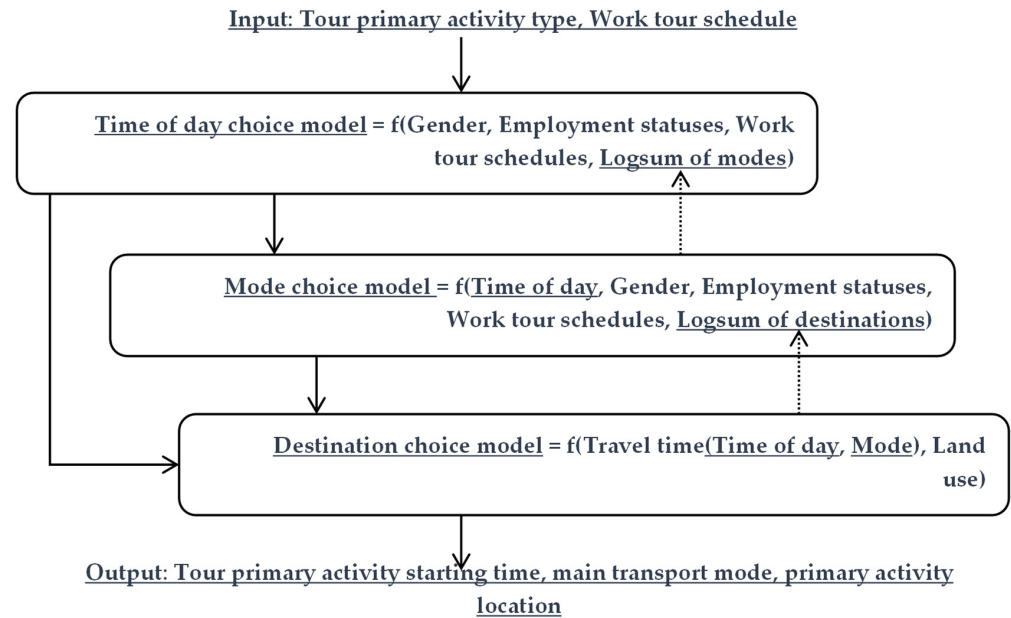 Input: Tour primary activity type, Work tour schedule
Time of day choice model = f(Gender, Employment statuses, Work
tour schedules, Logsum of modes)
Mode choice model = f(Time of day, Gender, Employment statuses,
Work tour schedules, Logsum of destinations)
Destination choice model = f(Travel time(Time of day, Mode), Land
use)
Output: Tour primary activity starting time, main transport mode, primary activity
location